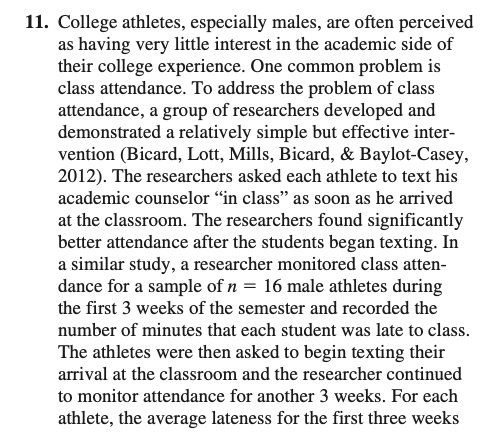 11. College athletes, especially males, are often perceived
as having very little interest in the academic side of
their college experience. One common problem is
class attendance. To address the problem of class
attendance, a group of researchers developed and
demonstrated a relatively simple but effective inter-
vention (Bicard, Lott, Mills, Bicard, & Baylot-Casey,
2012). The researchers asked each athlete to text his
academic counselor “in class” as soon as he arrived
at the classroom. The researchers found significantly
better attendance after the students began texting. In
a similar study, a researcher monitored class atten-
dance for a sample of n = 16 male athletes during
the first 3 weeks of the semester and recorded the
number of minutes that each student was late to class.
The athletes were then asked to begin texting their
arrival at the classroom and the researcher continued
to monitor attendance for another 3 weeks. For each
athlete, the average lateness for the first three weeks